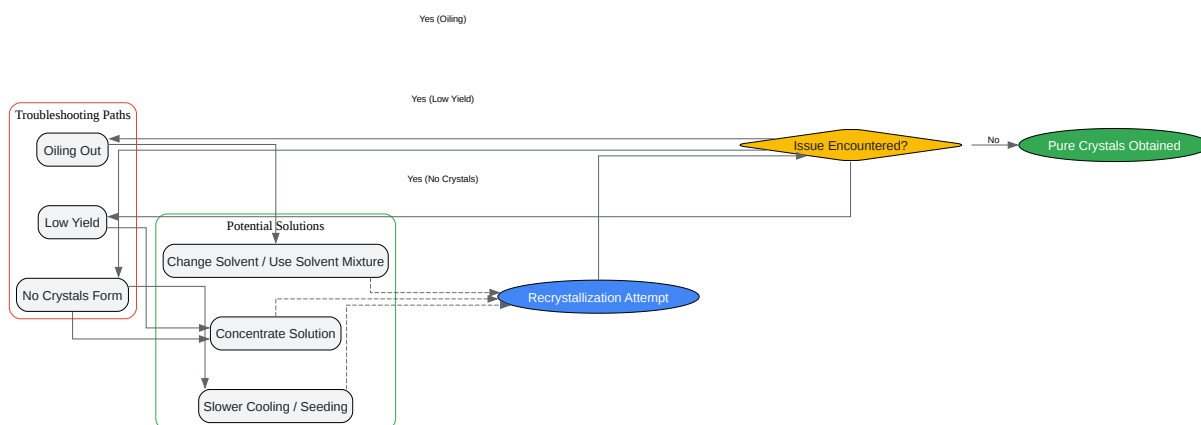 Yes (Oiling)
Yes (Low Yield)
Troubleshooting Paths
Oiling Out
Issue Encountered?
No
Pure Crystals Obtained
Yes (No Crystals)
Low Yield
Potential Solutions
Change Solvent / Use Solvent Mixture
No Crystals Form
Recrystallization Attempt
Concentrate Solution
Slower Cooling / Seeding